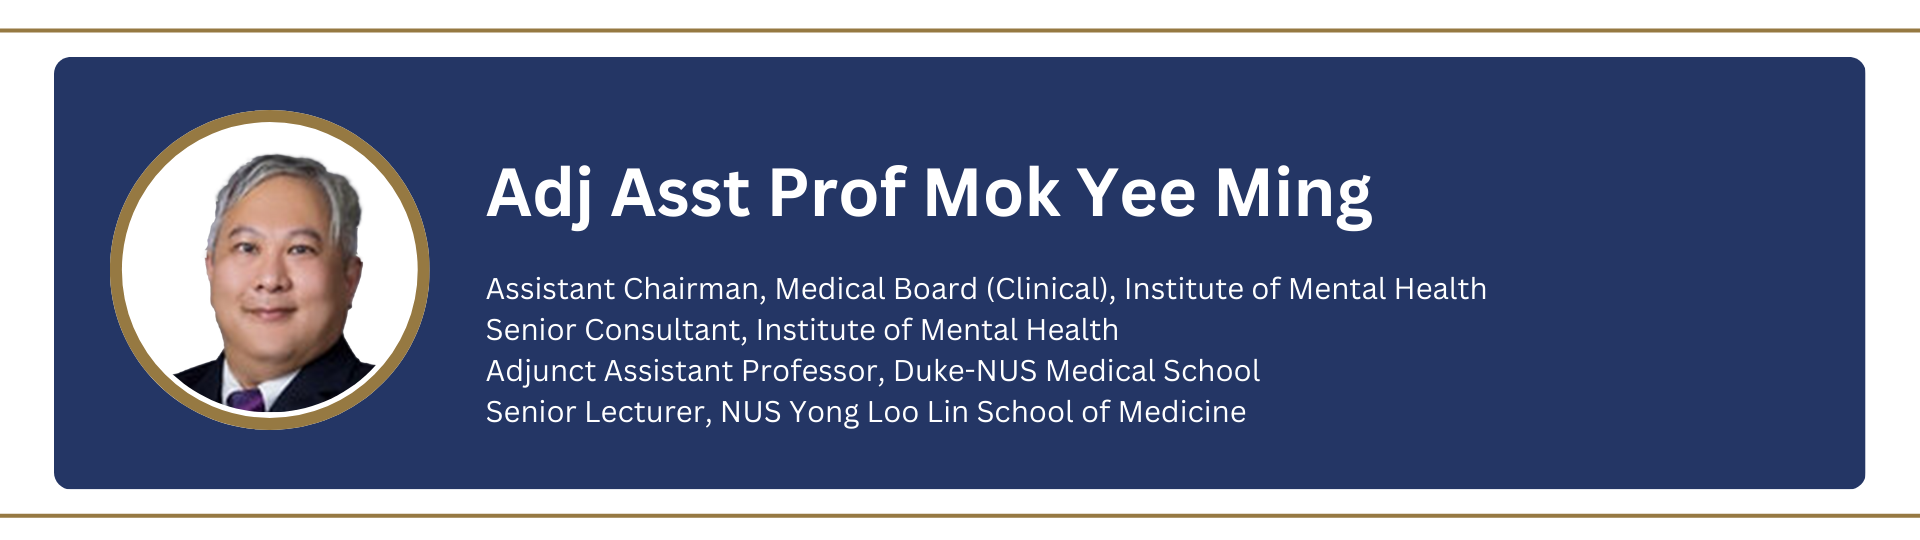 Adj Asst Prof Mok Yee Ming
Assistant Chairman, Medical Board (Clinical), Institute of Mental Health
Senior Consultant, Institute of Mental Health
Adjunct Assistant Professor, Duke-NUS Medical School
Senior Lecturer, NUS Yong Loo Lin School of Medicine